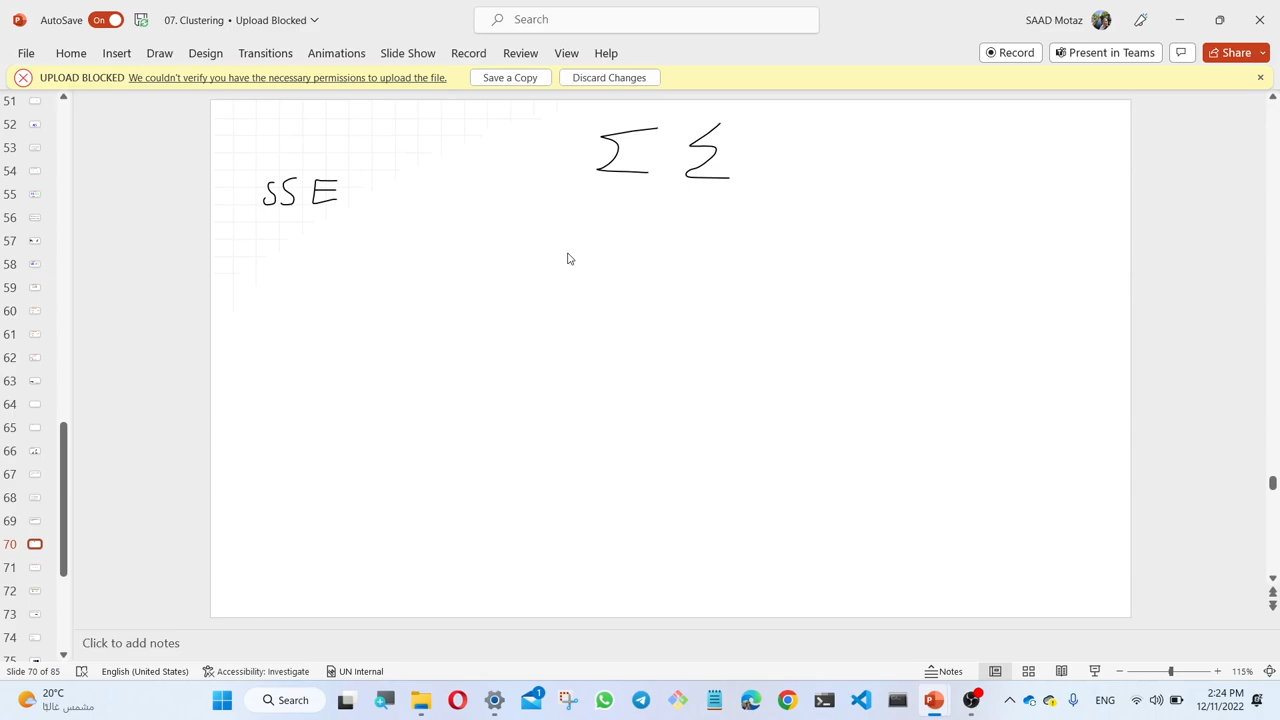 AutoSave On 07. Clustering • Upload Blocked Search SAAD Motaz
File Home Insert Draw Design Transitions Animations Slide Show Record Review View Help Record Present in Teams Share
UPLOAD BLOCKED We couldn't verify you have the necessary permissions to upload the file. Save a Copy Discard Changes
51
52
53
54
55
56
57
58
59
60
61
62
63
64
65
66
67
68
69
70
71
72
73
74
75
Σ Σ
SSE
Click to add notes
Slide 70 of 85 English (United States) Accessibility: Investigate UN Internal Notes 115%
20°C
مشمس غالبًا
Search
1
ENG
2:24 PM
12/11/2022